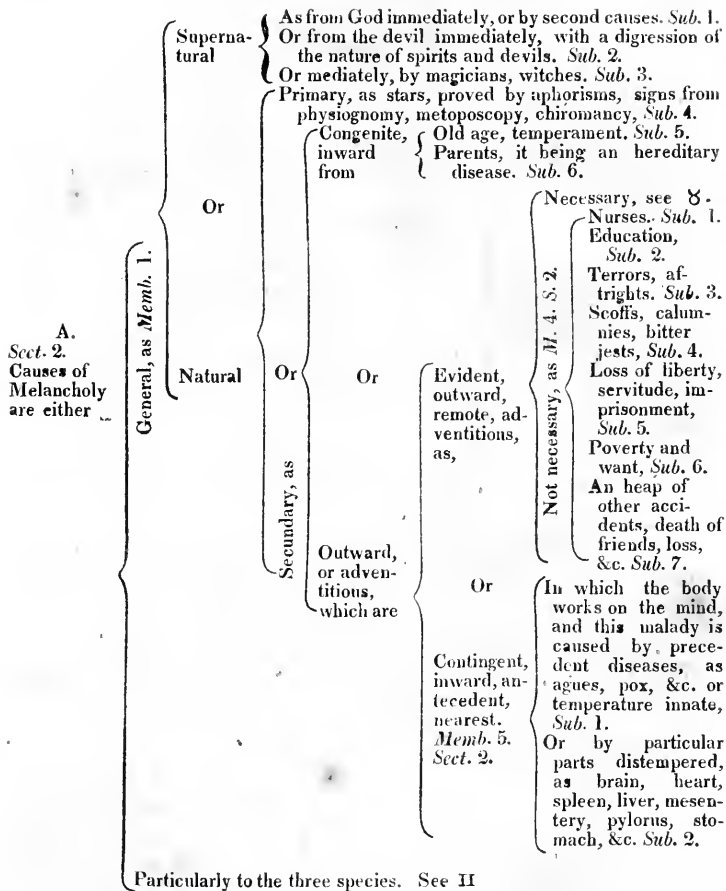 As from God immediately, or by second causes. Sub. 1.
Superna-
tural
Or from the devil immediately, with a digression of
the nature of spirits and devils. Sub. 2.
Or mediately, by magicians, witches. Sub. 3.
Primary, as stars, proved by aphorisms, signs from
physiognomy, metoposcopy, chiromancy, Sub. 4.
Congenite,
inward
from
Old age, temperament. Sub. 5.
Parents, it being an hereditary
disease. Sub. 6.
Or
Necessary, see ♉.
Nurses. Sub. 1.
Education,
Sub. 2.
Terrors, af-
frights. Sub. 3.
Scoffs, calum-
nies, bitter
jests, Sub. 4.
Loss of liberty,
servitude, im-
prisonment,
Sub. 5.
Poverty and
want, Sub. 6.
An heap of
other acci-
dents, death of
friends, loss,
&c. Sub. 7.
Not necessary, as M. 4. S. 2.
A.
Sect. 2.
Causes of
Melancholy
are either
General, as Memb. 1.
Natural
Or
Or
Evident,
outward,
remote, ad-
ventitious,
as,
Secundary, as
Outward,
or adven-
titious,
which are
Or
Contingent,
inward, an-
tecedent,
nearest.
Memb. 5.
Sect. 2.
In which the body
works on the mind,
and this malady is
caused by prece-
dent diseases, as
agues, pox, &c. or
temperature innate,
Sub. 1.
Or by particular
parts distempered,
as brain, heart,
spleen, liver, mesen-
tery, pylorus, sto-
mach, &c. Sub. 2.
Particularly to the three species. See II